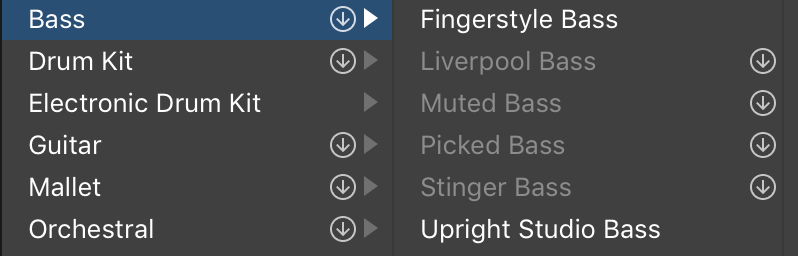 Bass
Drum Kit
Electronic Drum Kit
Guitar
Mallet
Orchestral
Fingerstyle Bass
Liverpool Bass
Muted Bass
Picked Bass
Stinger Bass
Upright Studio Bass